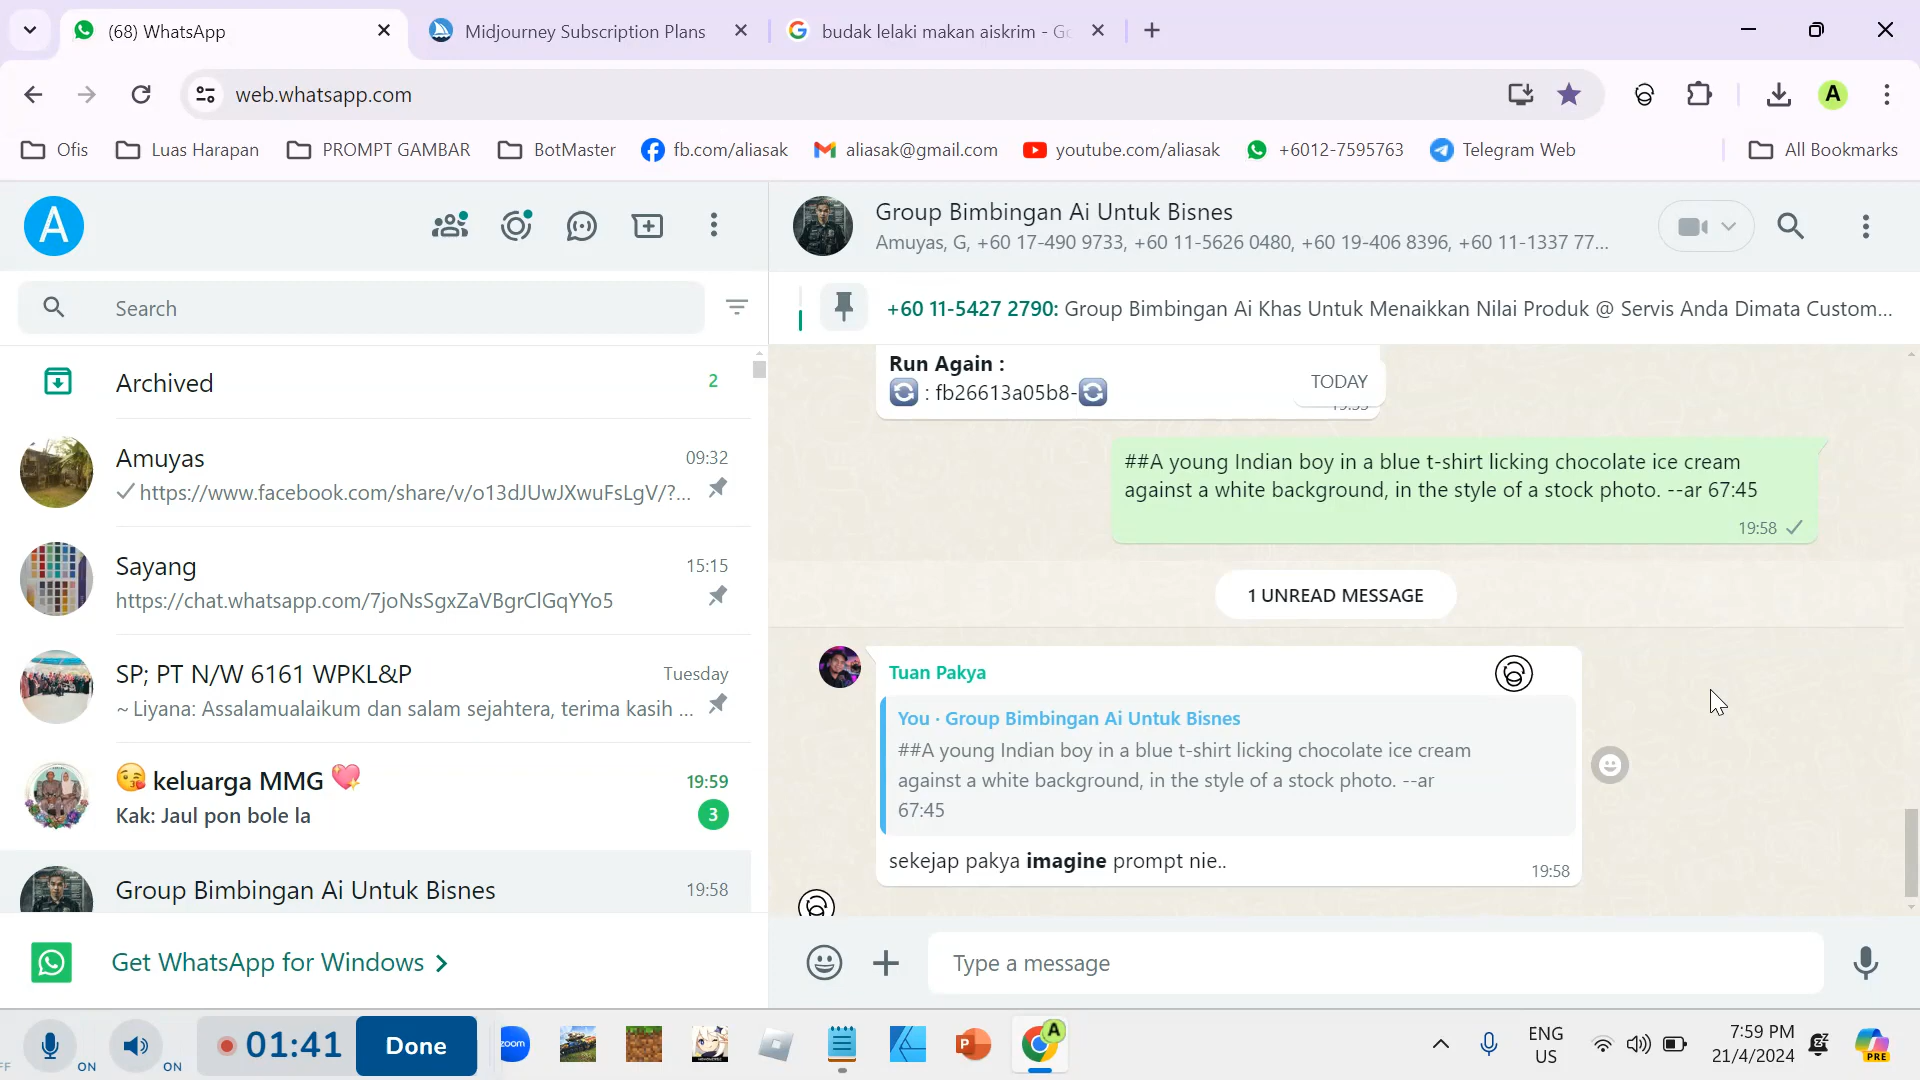 (68) WhatsApp
Midjourney Subscription Plans
budak lelaki makan aiskrim - Go
web.whatsapp.com
A
Ofis
Luas Harapan
PROMPT GAMBAR
BotMaster
fb.com/aliasak
aliasak@gmail.com
youtube.com/aliasak
+6012-7595763
Telegram Web
All Bookmarks
A
Search
Archived
2
Amuyas
09:32
https://www.facebook.com/share/v/o13dJUwJXwuFsLgV/?...
Sayang
15:15
https://chat.whatsapp.com/7joNsSgxZaVBgrClGqYYo5
SP; PT N/W 6161 WPKL&P
Tuesday
~ Liyana: Assalamualaikum dan salam sejahtera, terima kasih ...
😘 keluarga MMG 💖
19:59
Kak: Jaul pon bole la
3
Group Bimbingan Ai Untuk Bisnes
19:58
Get WhatsApp for Windows
Group Bimbingan Ai Untuk Bisnes
Amuyas, G, +60 17-490 9733, +60 11-5626 0480, +60 19-406 8396, +60 11-1337 77...
+60 11-5427 2790: Group Bimbingan Ai Khas Untuk Menaikkan Nilai Produk @ Servis Anda Dimata Custom...
Run Again :
🔄 : fb26613a05b8-🔄
TODAY
##A young Indian boy in a blue t-shirt licking chocolate ice cream
against a white background, in the style of a stock photo. --ar 67:45
19:58
1 UNREAD MESSAGE
Tuan Pakya
You · Group Bimbingan Ai Untuk Bisnes
##A young Indian boy in a blue t-shirt licking chocolate ice cream
against a white background, in the style of a stock photo. --ar
67:45
sekejap pakya imagine prompt nie..
19:58
Type a message
ON
ON
01:41
Done
zoom
P
A
ENG
US
7:59 PM
21/4/2024
PRE